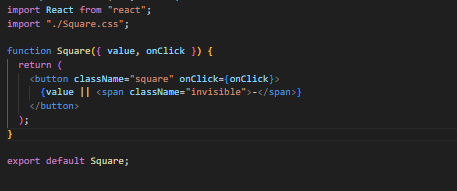 import React from "react";
import "./Square.css";
function Square({ value, onClick }) {
return (
<button className="square" onClick={onClick}>
{value || <span className="invisible">-</span>}
</button>
);
}
export default Square;